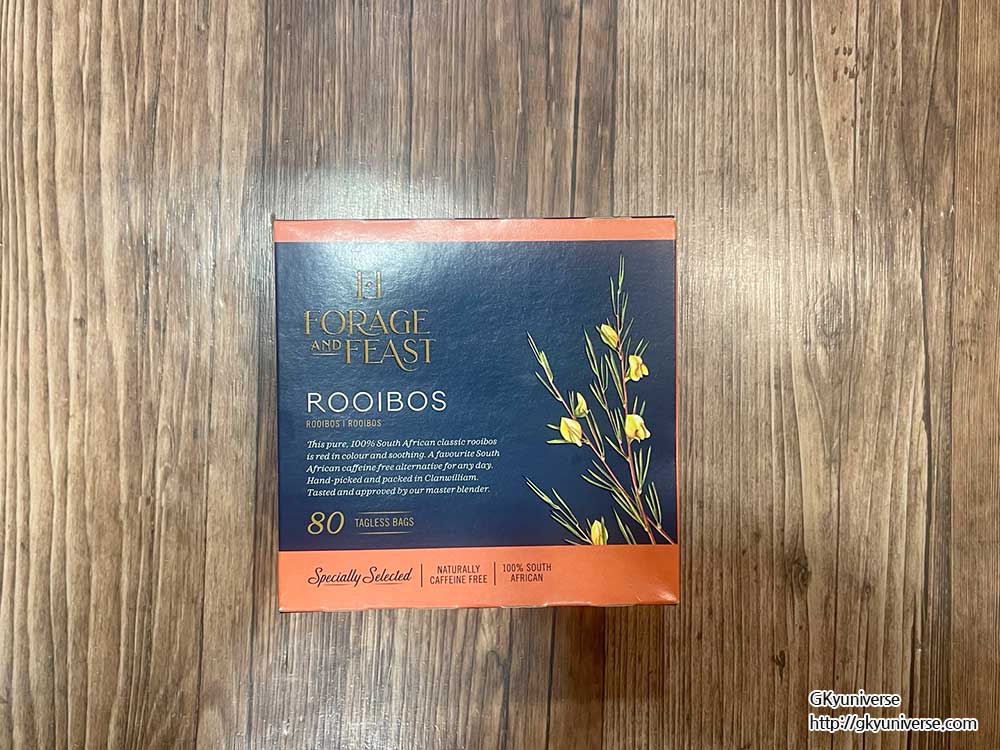 FORAGE
AND FEAST
ROOIBOS
ROOIBOS | ROOIBOS
This pure, 100% South African classic rooibos
is red in colour and soothing. A favourite South
African caffeine free alternative for any day.
Hand-picked and packed in Clanwilliam.
Tasted and approved by our master blender.
80 TAGLESS BAGS
Specially Selected
NATURALLY
CAFFEINE FREE
100% SOUTH
AFRICAN
GKyuniverse
http://gkyuniverse.com